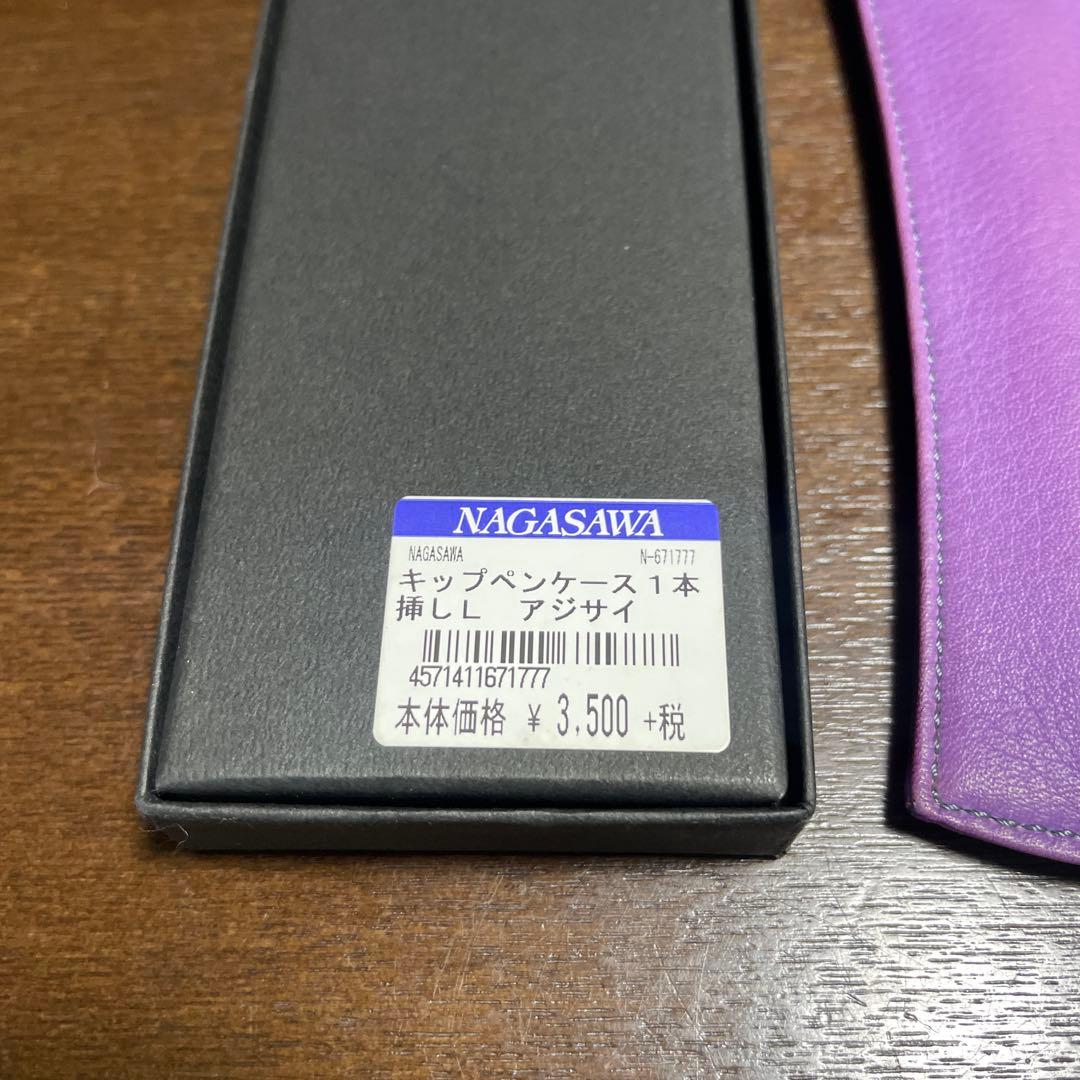 NAGASAWA
NAGASAWA N-671777
キップペンケース1本
挿しL アジサイ
4571411671777
本体価格 ¥ 3,500 +税